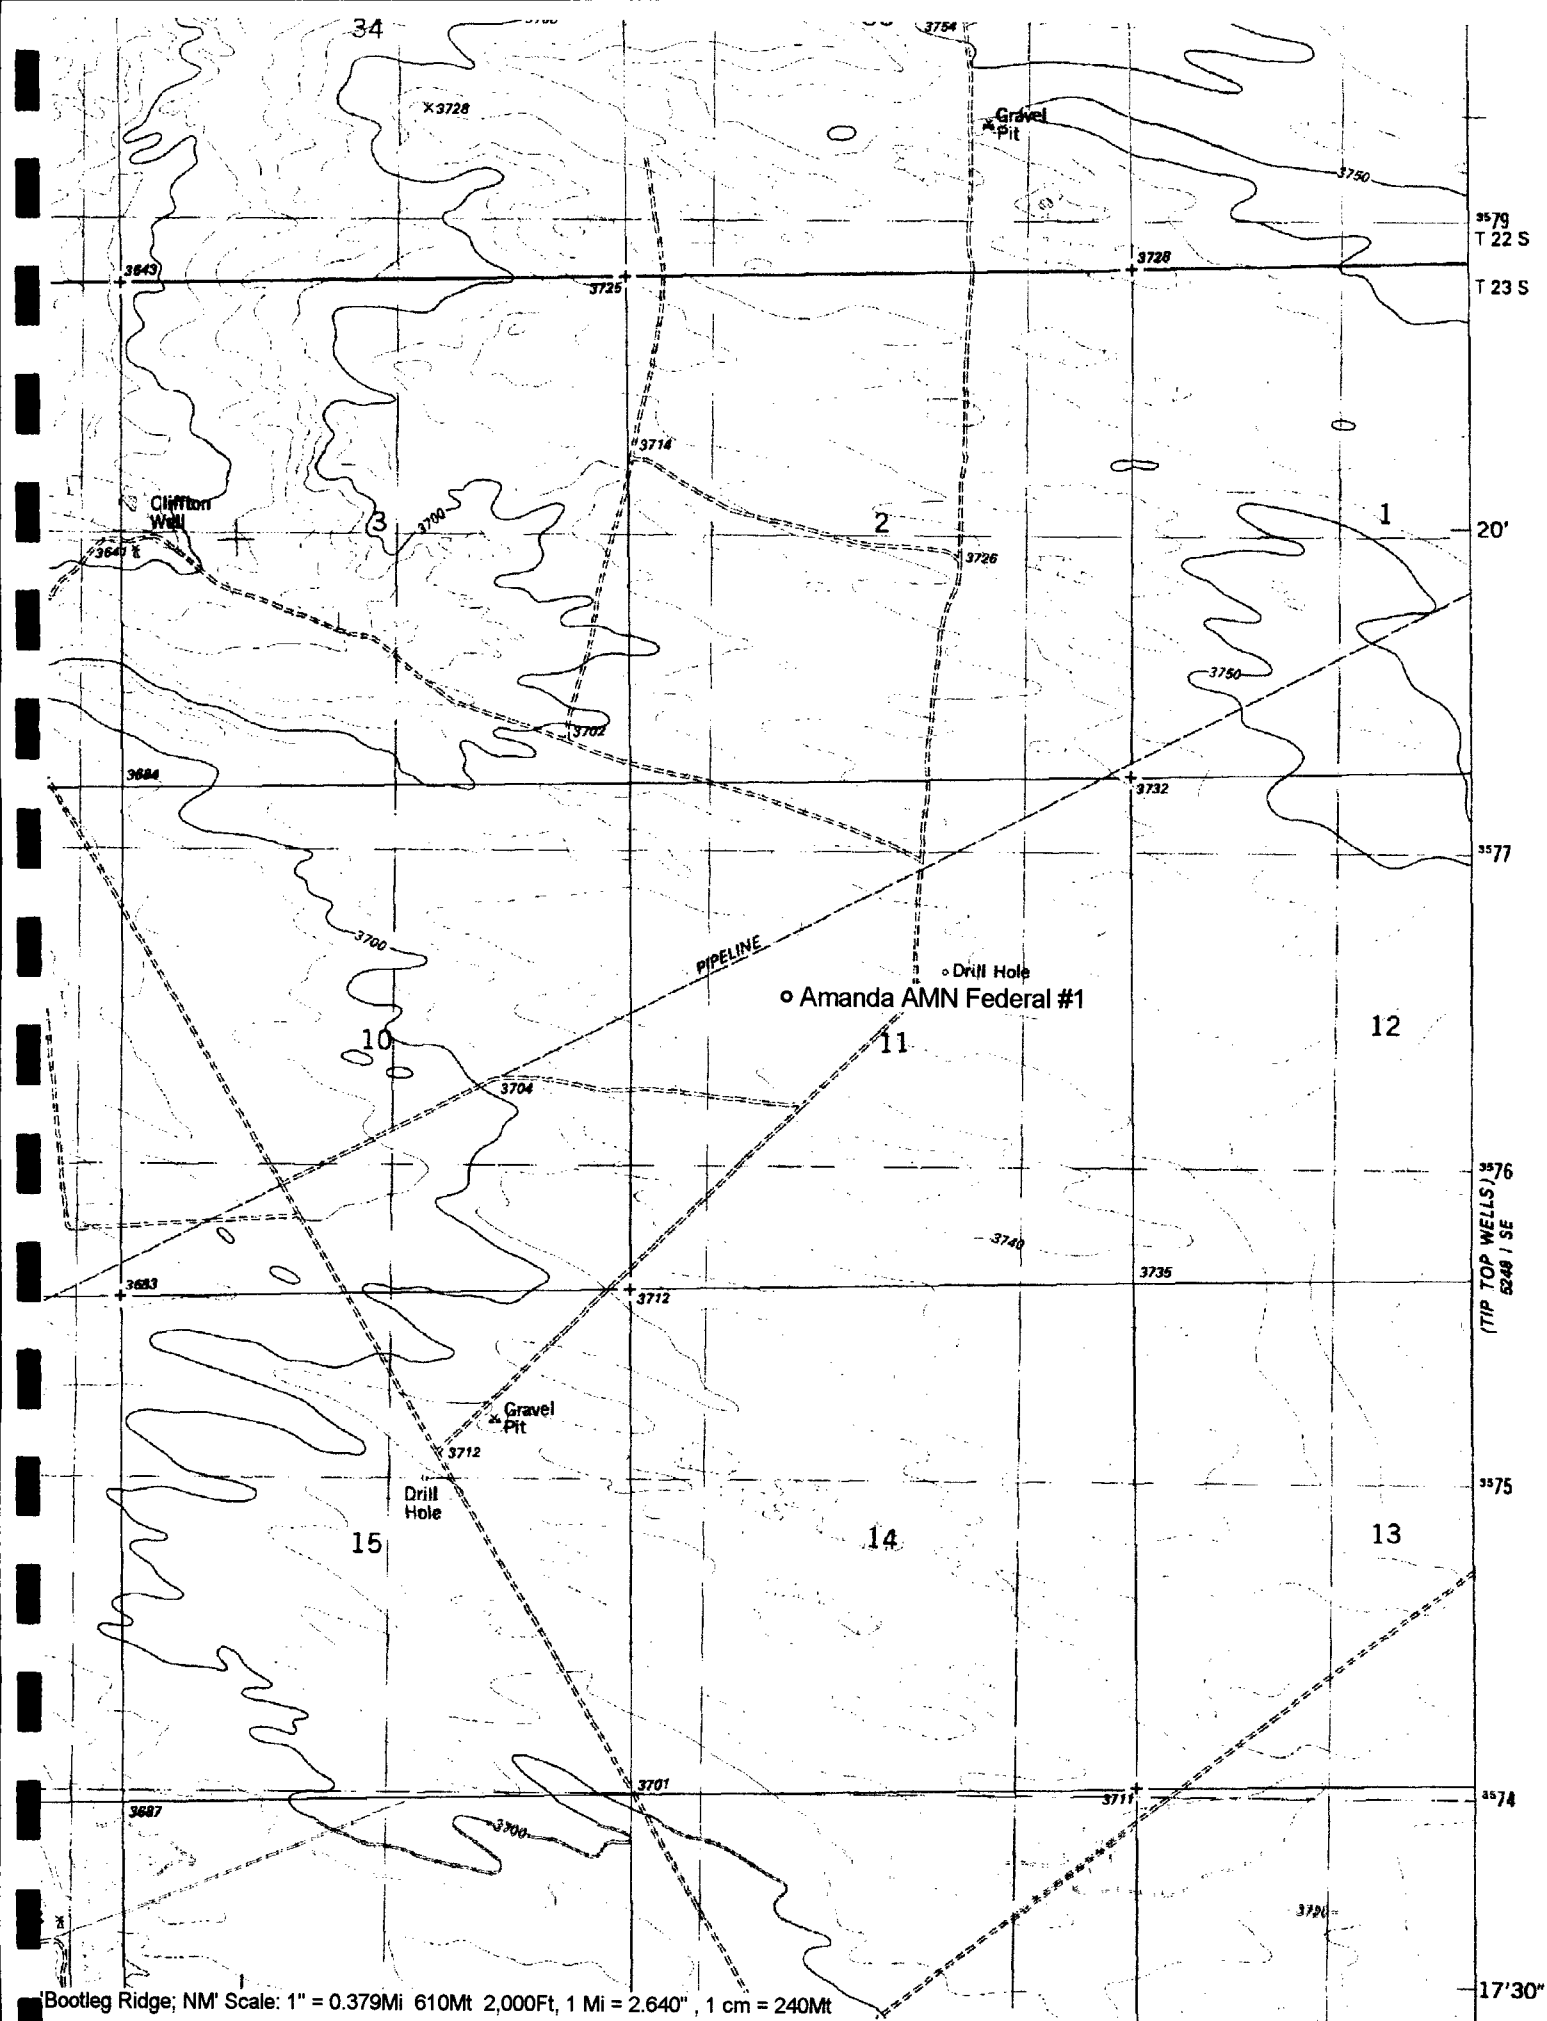 34
3754
×3728
Gravel
Pit
3750
3579
T 22 S
3643
3725
3728
T 23 S
3714
Cliffton
Well
3
3700
2
1
20'
3641
3726
3750
3702
3684
3732
3577
3700
PIPELINE
Drill Hole
Amanda AMN Federal #1
10
11
12
3704
3576
(TIP TOP WELLS)
5248 I SE
3740
3683
3712
3735
Gravel
Pit
3712
Drill
Hole
3575
15
14
13
3701
3687
3711
3574
3700
'Bootleg Ridge; NM' Scale: 1" = 0.379Mi 610Mt 2,000Ft, 1 Mi = 2.640" , 1 cm = 240Mt
17'30"